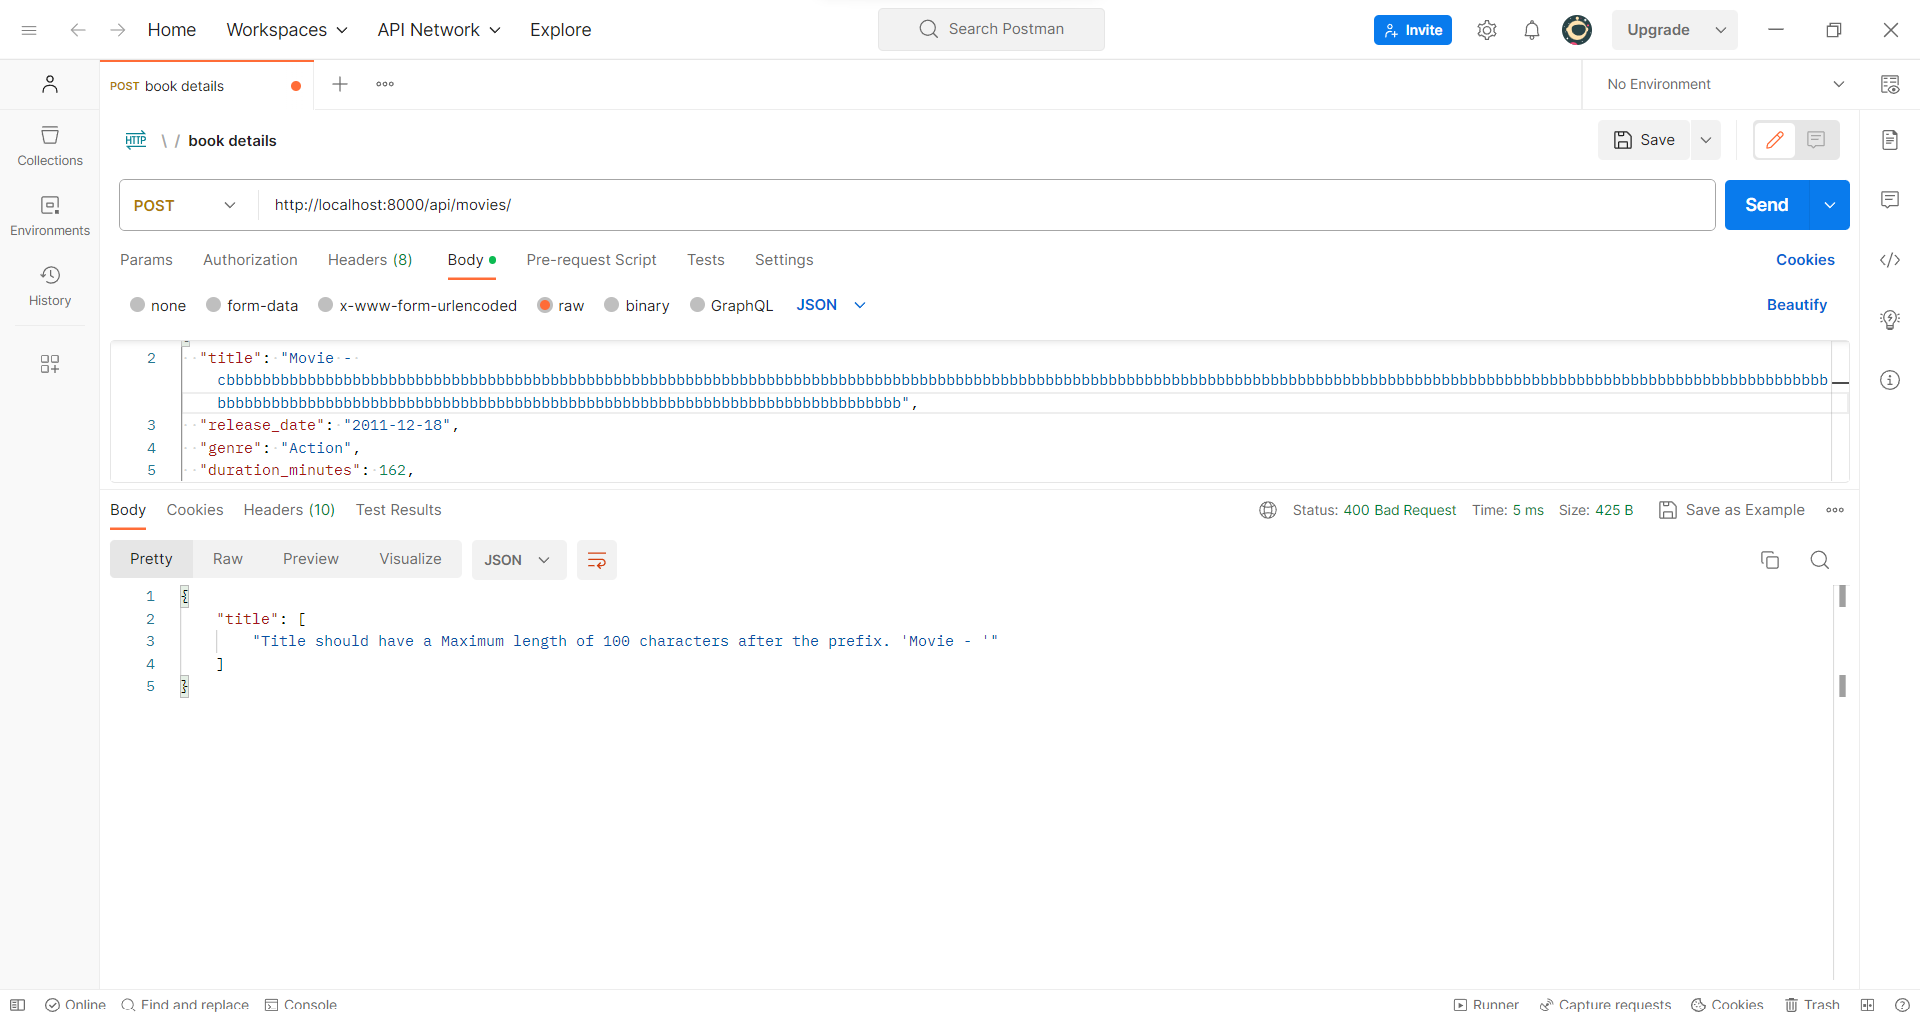 Home
Workspaces
API Network
Explore
Search Postman
Invite
Upgrade
POST book details
No Environment
HTTP \ / book details
Save
POST
http://localhost:8000/api/movies/
Send
Params
Authorization
Headers (8)
Body
Pre-request Script
Tests
Settings
Cookies
none
form-data
x-www-form-urlencoded
raw
binary
GraphQL
JSON
Beautify
Collections
Environments
History
2 "title": "Movie -
cbbbbbbbbbbbbbbbbbbbbbbbbbbbbbbbbbbbbbbbbbbbbbbbbbbbbbbbbbbbbbbbbbbbbbbbbbbbbbbbbbbbbbbbbbbbbbbbbbbbbbbbbbbbbbbbbbbbbbbbbbbbbbbbbbbbbbbbbbbbbbbbbbbbbbbbbbbbbbbbbbbbbbbbbbbbbbb
bbbbbbbbbbbbbbbbbbbbbbbbbbbbbbbbbbbbbbbbbbbbbbbbbbbbbbbbbbbbbbbbbbbbbbbbbbbb",
3 "release_date": "2011-12-18",
4 "genre": "Action",
5 "duration_minutes": 162,
Body
Cookies
Headers (10)
Test Results
Status: 400 Bad Request
Time: 5 ms
Size: 425 B
Save as Example
Pretty
Raw
Preview
Visualize
JSON
1 {
2 "title": [
3 "Title should have a Maximum length of 100 characters after the prefix. 'Movie - '"
4 ]
5 }
Online
Find and replace
Console
Runner
Capture requests
Cookies
Trash